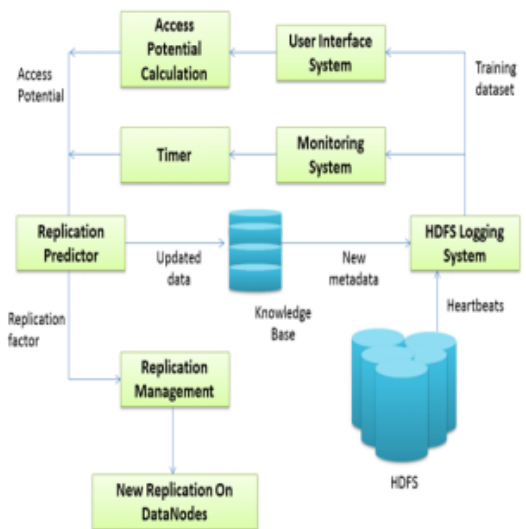 Access
Potential
Calculation
User Interface
System
Access
Potential
Training
dataset
Timer
Monitoring
System
Replication
Predictor
Updated
data
Knowledge
Base
New
metadata
HDFS Logging
System
Heartbeats
Replication
factor
Replication
Management
HDFS
New Replication On
DataNodes